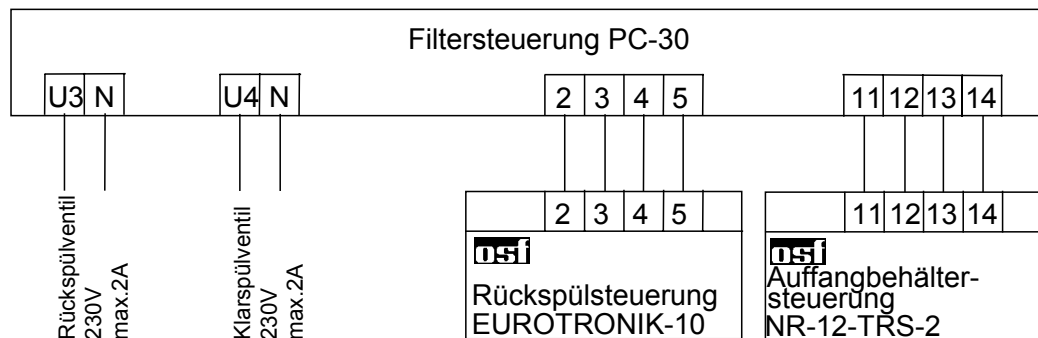 Filtersteuerung PC-30
U3 N U4 N 2 3 4 5 11 12 13 14
Rückspülventil
230V
max.2A
Klarspülventil
230V
max.2A
2 3 4 5
osf
Rückspülsteuerung
EUROTRONIK-10
11 12 13 14
osf
Auffangbehälter-
steuerung
NR-12-TRS-2